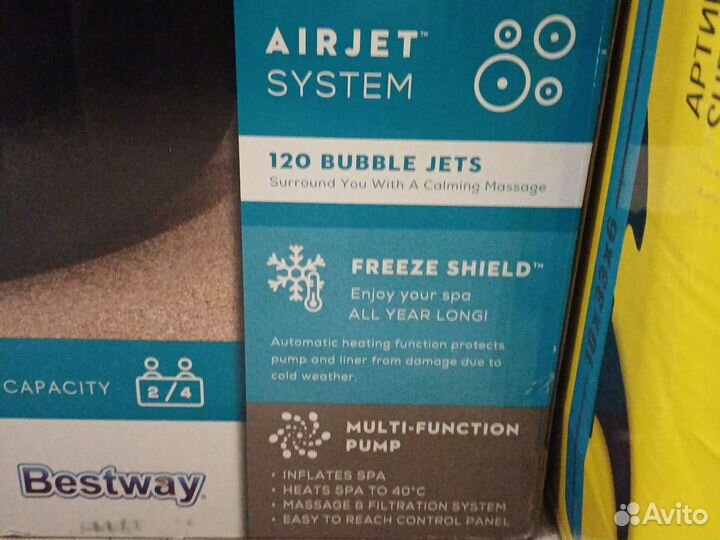 AIRJET™
SYSTEM
120 BUBBLE JETS
Surround You With A Calming Massage
FREEZE SHIELD™
Enjoy your spa
ALL YEAR LONG!
Automatic heating function protects
pump and liner from damage due to
cold weather.
CAPACITY 2/4
MULTI-FUNCTION
PUMP
• INFLATES SPA
• HEATS SPA TO 40°C
• MASSAGE & FILTRATION SYSTEM
• EASY TO REACH CONTROL PANEL
Bestway
10x33x6
Avito